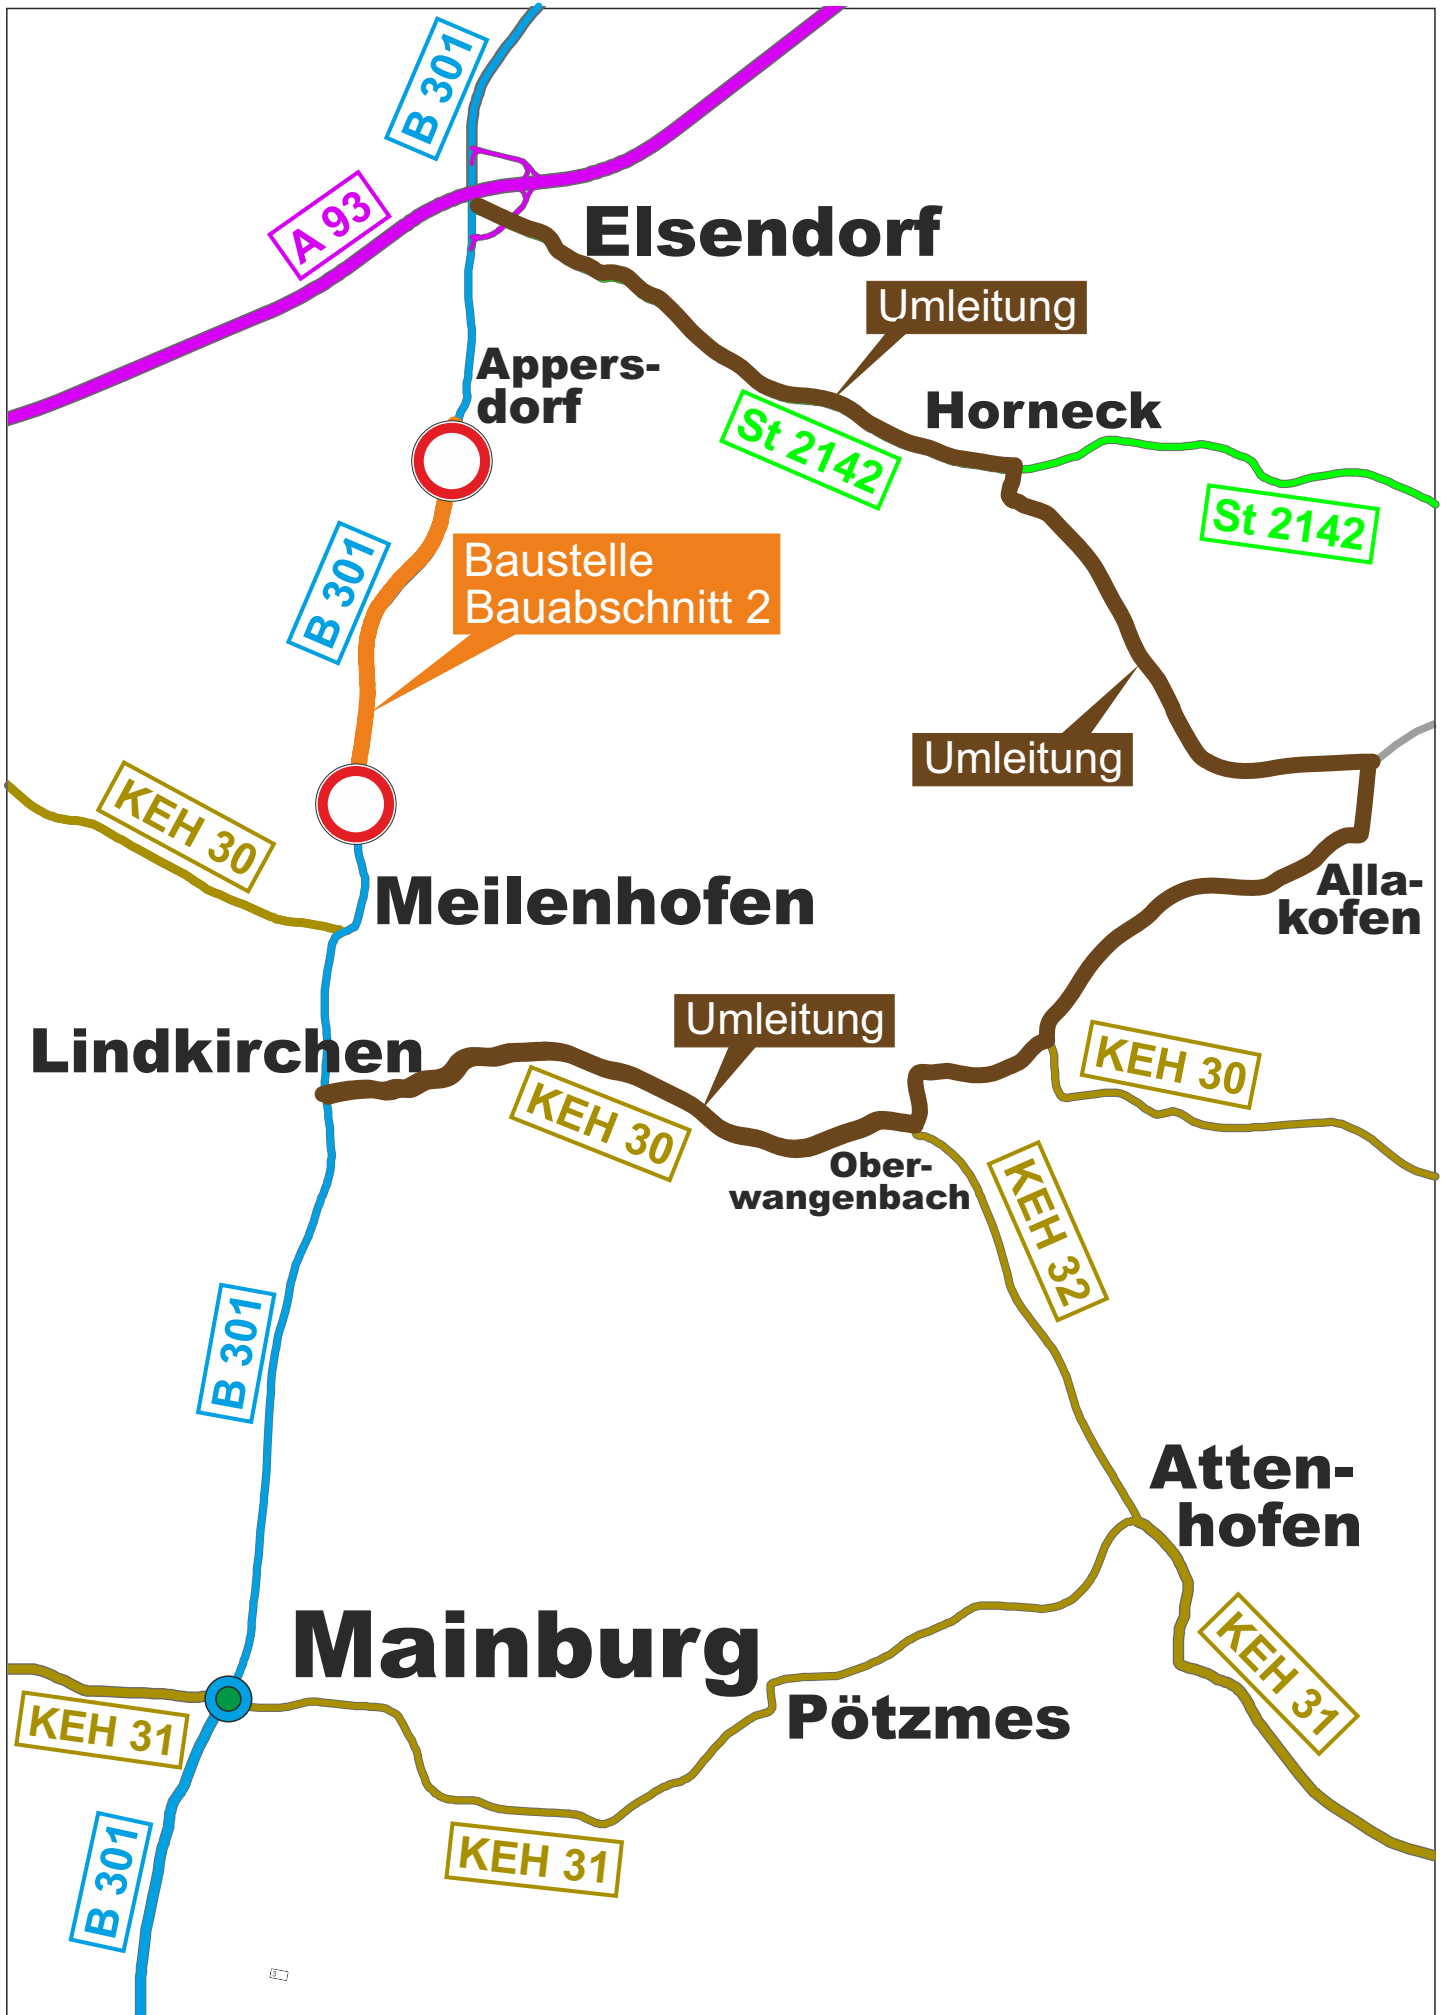 B 301
A 93
Elsendorf
Umleitung
Appers-
dorf
Horneck
St 2142
St 2142
B 301
Baustelle
Bauabschnitt 2
Umleitung
KEH 30
Meilenhofen
Alla-
kofen
Umleitung
Lindkirchen
KEH 30
KEH 30
Ober-
wangenbach
KEH 32
B 301
Atten-
hofen
Mainburg
KEH 31
Pötzmes
KEH 31
KEH 31
B 301